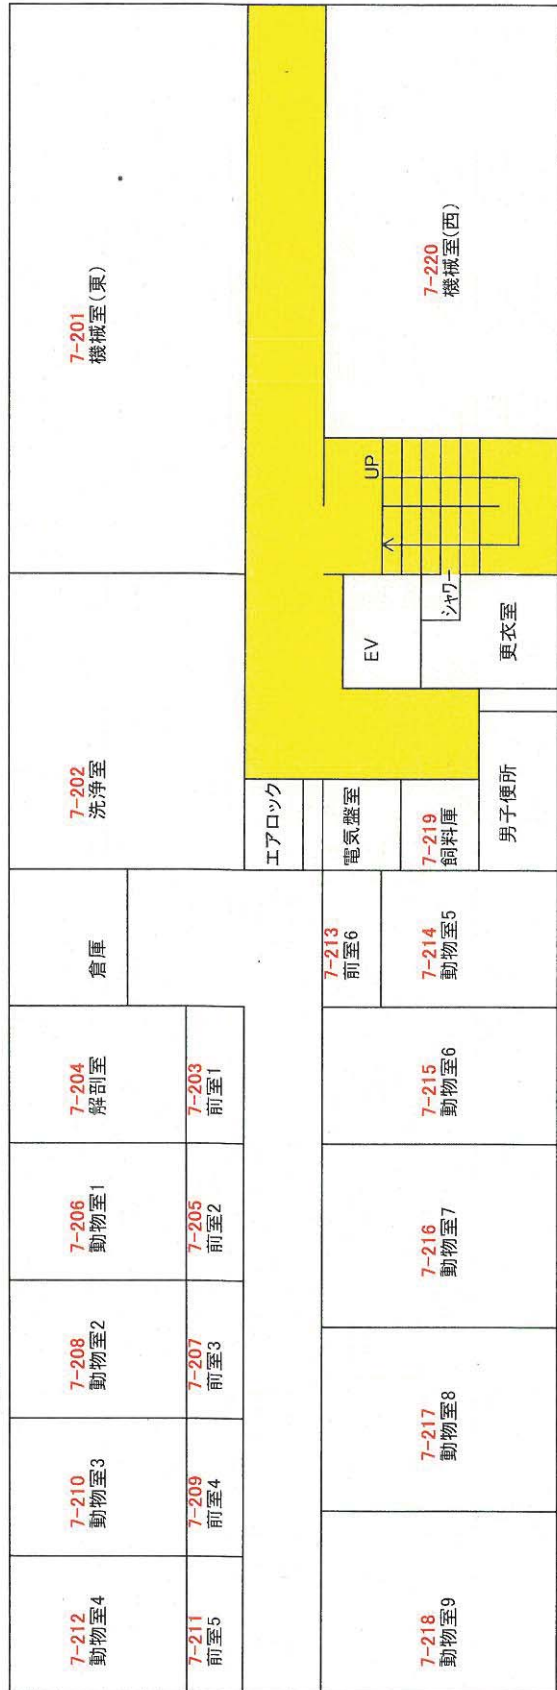 7-212
動物室4
7-210
動物室3
7-208
動物室2
7-206
動物室1
7-204
解剖室
倉庫
7-202
洗浄室
7-201
機械室(東)
7-211
前室5
7-209
前室4
7-207
前室3
7-205
前室2
7-203
前室1
エアロック
7-213
前室6
電気盤室
EV
UP
7-218
動物室9
7-217
動物室8
7-216
動物室7
7-215
動物室6
7-214
動物室5
7-219
飼料庫
シャワー
男子便所
更衣室
7-220
機械室(西)